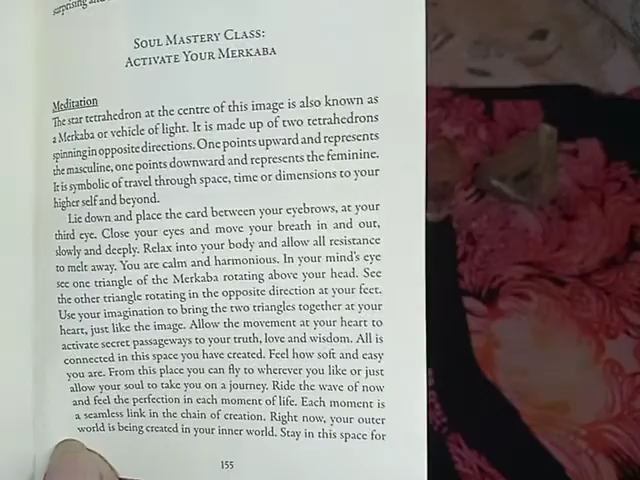 surprising and
SOUL MASTERY CLASS:
ACTIVATE YOUR MERKABA
Meditation
The star tetrahedron at the centre of this image is also known as
a Merkaba or vehicle of light. It is made up of two tetrahedrons
spinning in opposite directions. One points upward and represents
the masculine, one points downward and represents the feminine.
It is symbolic of travel through space, time or dimensions to your
higher self and beyond.
Lie down and place the card between your eyebrows, at your
third eye. Close your eyes and move your breath in and out,
slowly and deeply. Relax into your body and allow all resistance
to melt away. You are calm and harmonious. In your mind's eye
see one triangle of the Merkaba rotating above your head. See
the other triangle rotating in the opposite direction at your feet.
Use your imagination to bring the two triangles together at your
heart, just like the image. Allow the movement at your heart to
activate secret passageways to your truth, love and wisdom. All is
connected in this space you have created. Feel how soft and easy
you are. From this place you can fly to wherever you like or just
allow your soul to take you on a journey. Ride the wave of now
and feel the perfection in each moment of life. Each moment is
a seamless link in the chain of creation. Right now, your outer
world is being created in your inner world. Stay in this space for
155